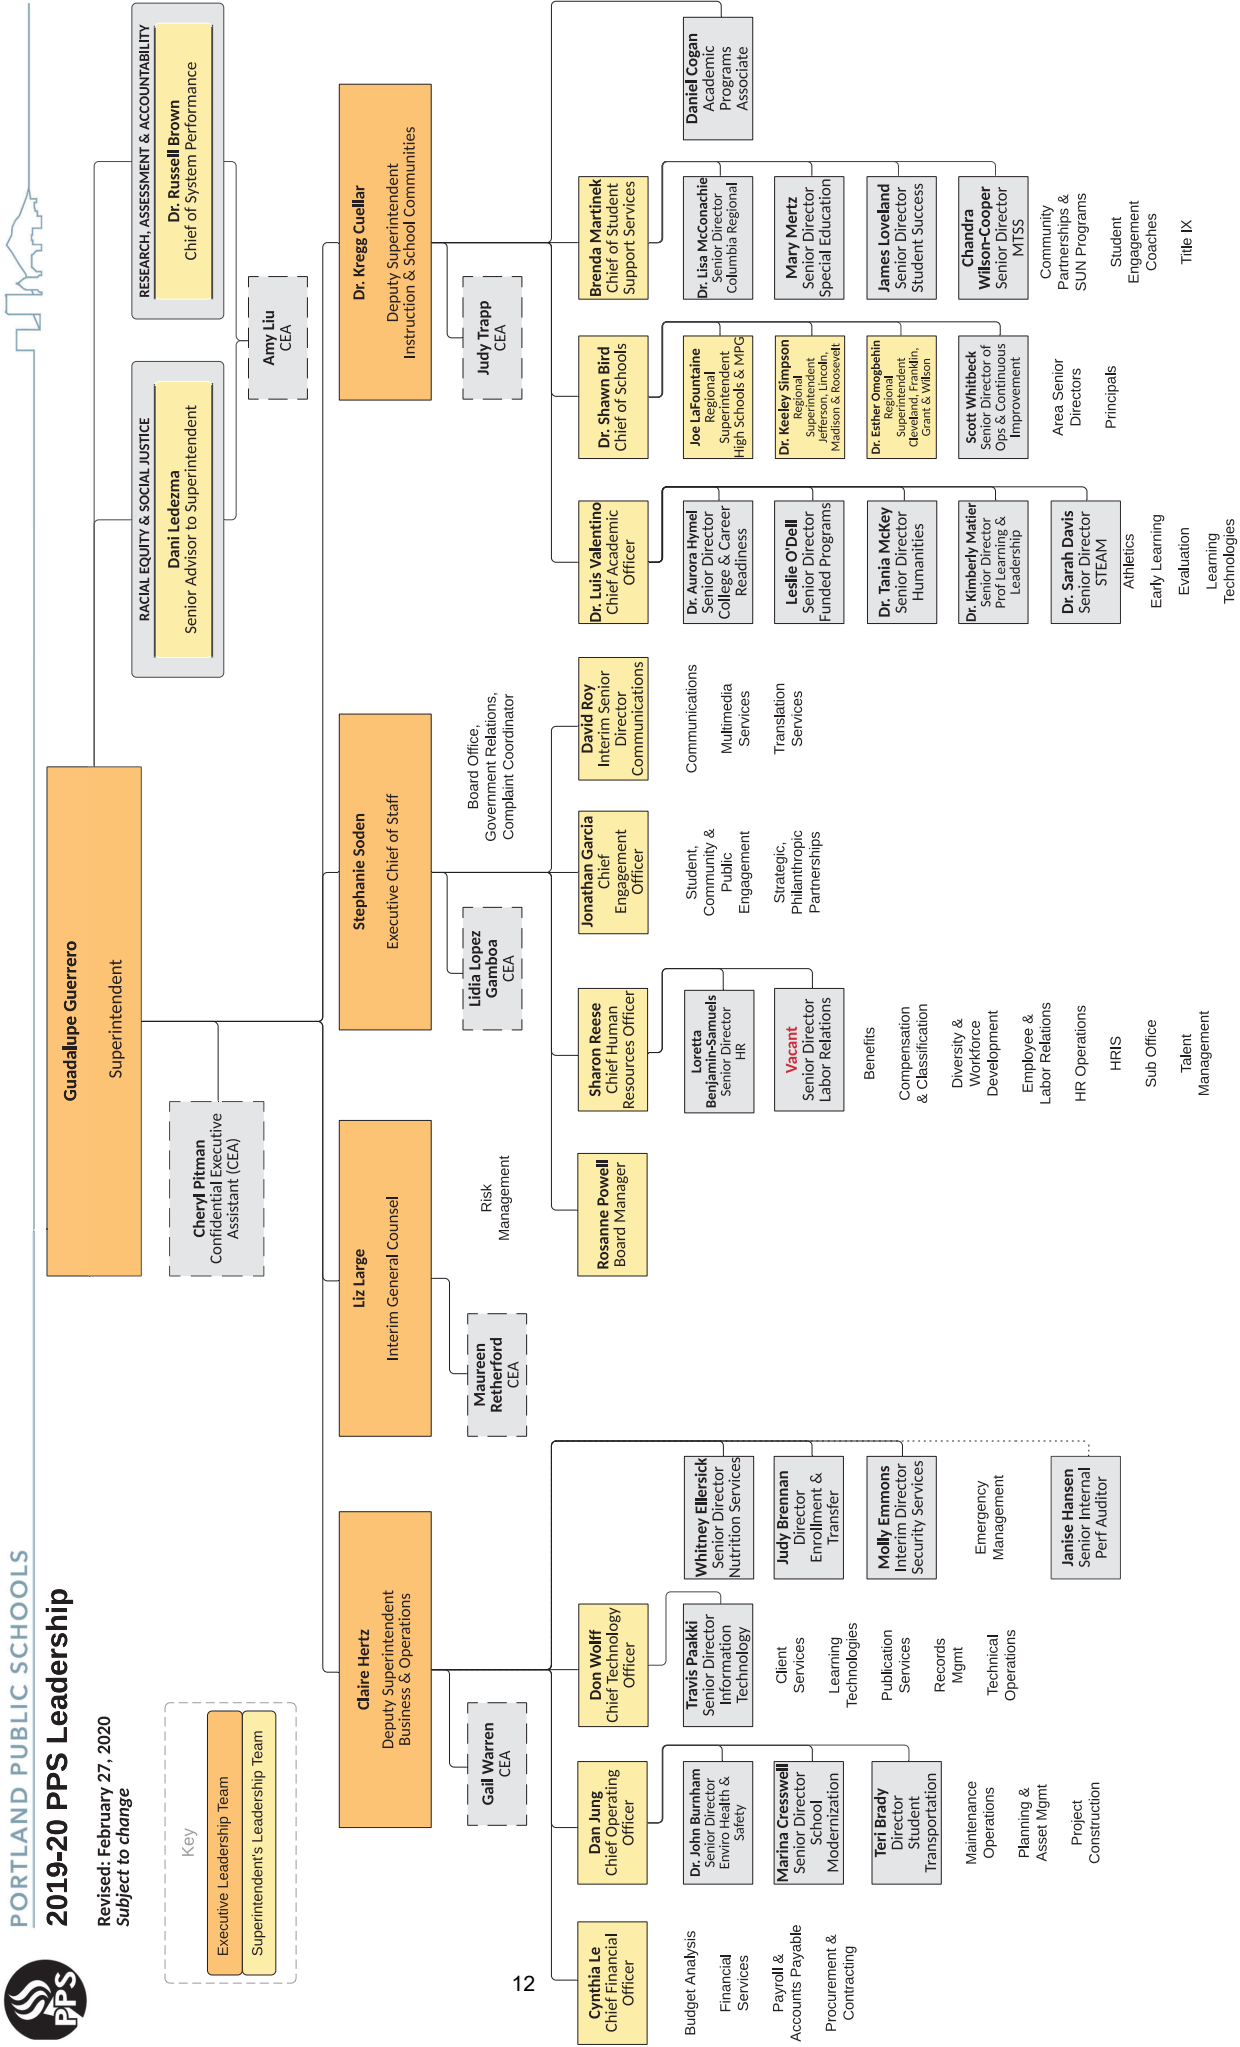 PORTLAND PUBLIC SCHOOLS
PPS
2019-20 PPS Leadership
Revised: February 27, 2020
Subject to change
Key
Executive Leadership Team
Superintendent's Leadership Team
Guadalupe Guerrero
Superintendent
Cheryl Pitman
Confidential Executive
Assistant (CEA)
RACIAL EQUITY & SOCIAL JUSTICE
Dani Ledezma
Senior Advisor to Superintendent
RESEARCH, ASSESSMENT & ACCOUNTABILITY
Dr. Russell Brown
Chief of System Performance
Amy Liu
CEA
Claire Hertz
Deputy Superintendent
Business & Operations
Gail Warren
CEA
Liz Large
Interim General Counsel
Maureen
Retherford
CEA
Risk
Management
Stephanie Soden
Executive Chief of Staff
Lidia Lopez
Gamboa
CEA
Board Office,
Government Relations,
Complaint Coordinator
Dr. Kregg Cuellar
Deputy Superintendent
Instruction & School Communities
Judy Trapp
CEA
Cynthia Le
Chief Financial
Officer
Budget Analysis
Financial
Services
Payroll &
Accounts Payable
Procurement &
Contracting
Dan Jung
Chief Operating
Officer
Dr. John Burnham
Senior Director
Enviro Health &
Safety
Marina Cresswell
Senior Director
School
Modernization
Teri Brady
Director
Student
Transportation
Maintenance
Operations
Planning &
Asset Mgmt
Project
Construction
Don Wolff
Chief Technology
Officer
Travis Paakki
Senior Director
Information
Technology
Client
Services
Learning
Technologies
Publication
Services
Records
Mgmt
Technical
Operations
Whitney Ellersick
Senior Director
Nutrition Services
Judy Brennan
Director
Enrollment &
Transfer
Molly Emmons
Interim Director
Security Services
Emergency
Management
Janise Hansen
Senior Internal
Perf Auditor
Rosanne Powell
Board Manager
Sharon Reese
Chief Human
Resources Officer
Loretta
Benjamin-Samuels
Senior Director
HR
Vacant
Senior Director
Labor Relations
Benefits
Compensation
& Classification
Diversity &
Workforce
Development
Employee &
Labor Relations
HR Operations
HRIS
Sub Office
Talent
Management
Jonathan Garcia
Chief
Engagement
Officer
Student,
Community &
Public
Engagement
Strategic,
Philanthropic
Partnerships
David Roy
Interim Senior
Director
Communications
Communications
Multimedia
Services
Translation
Services
Dr. Luis Valentino
Chief Academic
Officer
Dr. Aurora Hymel
Senior Director
College & Career
Readiness
Leslie O'Dell
Senior Director
Funded Programs
Dr. Tania McKey
Senior Director
Humanities
Dr. Kimberly Matier
Senior Director
Prof Learning &
Leadership
Dr. Sarah Davis
Senior Director
STEAM
Athletics
Early Learning
Evaluation
Learning
Technologies
Dr. Shawn Bird
Chief of Schools
Joe LaFountaine
Regional
Superintendent
High Schools & MPG
Dr. Keeley Simpson
Regional
Superintendent
Jefferson, Lincoln,
Madison & Roosevelt
Dr. Esther Omogbehin
Regional
Superintendent
Cleveland, Franklin,
Grant & Wilson
Scott Whitbeck
Senior Director of
Ops & Continuous
Improvement
Area Senior
Directors
Principals
Brenda Martinek
Chief of Student
Support Services
Dr. Lisa McConachie
Senior Director
Columbia Regional
Mary Mertz
Senior Director
Special Education
James Loveland
Senior Director
Student Success
Chandra
Wilson-Cooper
Senior Director
MTSS
Community
Partnerships &
SUN Programs
Student
Engagement
Coaches
Title IX
Daniel Cogan
Academic
Programs
Associate
12